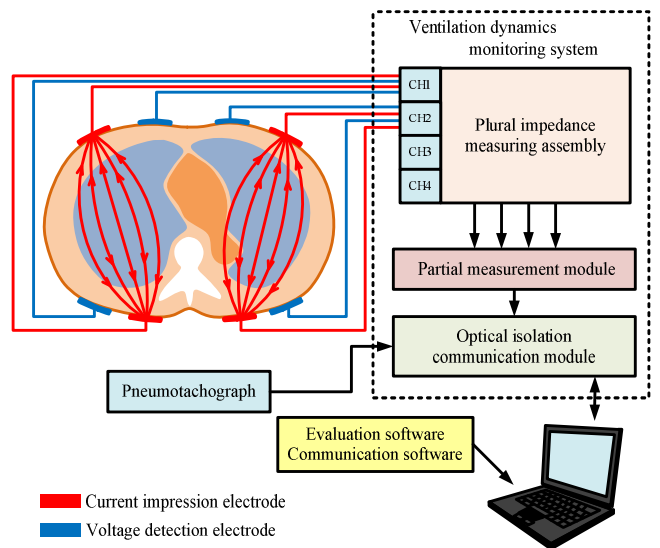 Ventilation dynamics
monitoring system
CH1
CH2
CH3
CH4
Plural impedance
measuring assembly
Partial measurement module
Optical isolation
communication module
Pneumotachograph
Evaluation software
Communication software
Current impression electrode
Voltage detection electrode